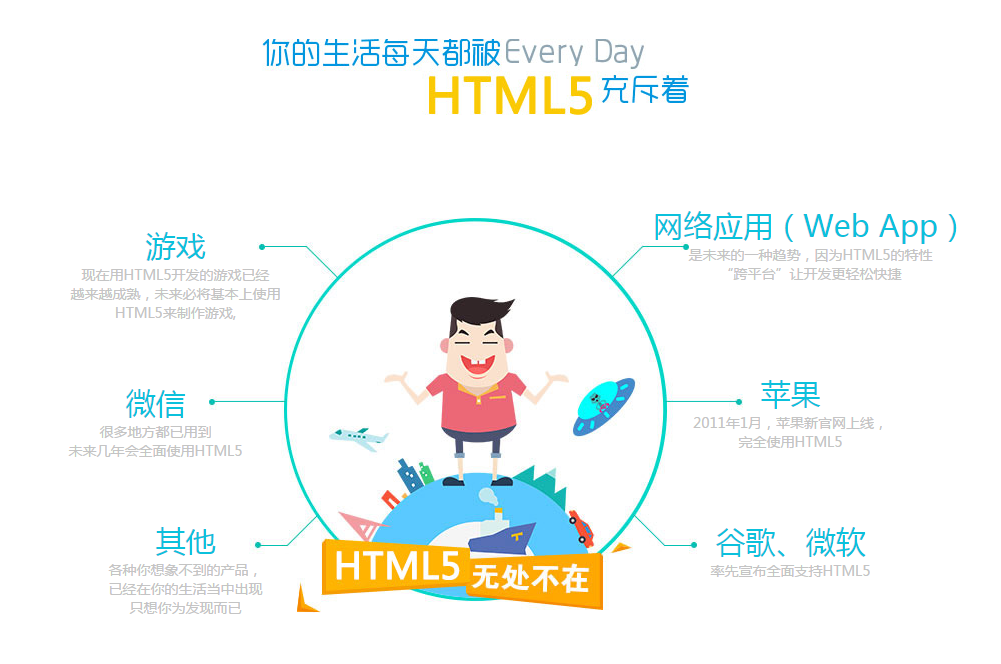 你的生活每天都被Every Day
HTML5 充斥着
游戏
现在用HTML5开发的游戏已经
越来越成熟，未来必将基本上使用
HTML5来制作游戏,
网络应用（Web App）
是未来的一种趋势，因为HTML5的特性
“跨平台”让开发更轻松快捷
微信
很多地方都已用到
未来几年会全面使用HTML5
苹果
2011年1月，苹果新官网上线，
完全使用HTML5
其他
各种你想象不到的产品，
已经在你的生活当中出现
只想你为发现而已
谷歌、微软
率先宣布全面支持HTML5
HTML5 无处不在